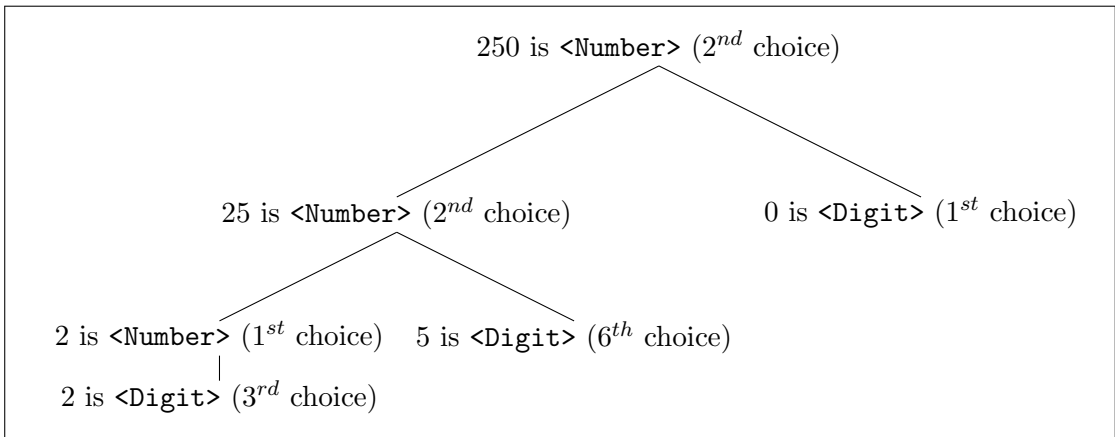 250 is <Number> (2nd choice)
25 is <Number> (2nd choice) 0 is <Digit> (1st choice)
2 is <Number> (1st choice) 5 is <Digit> (6th choice)
2 is <Digit> (3rd choice)